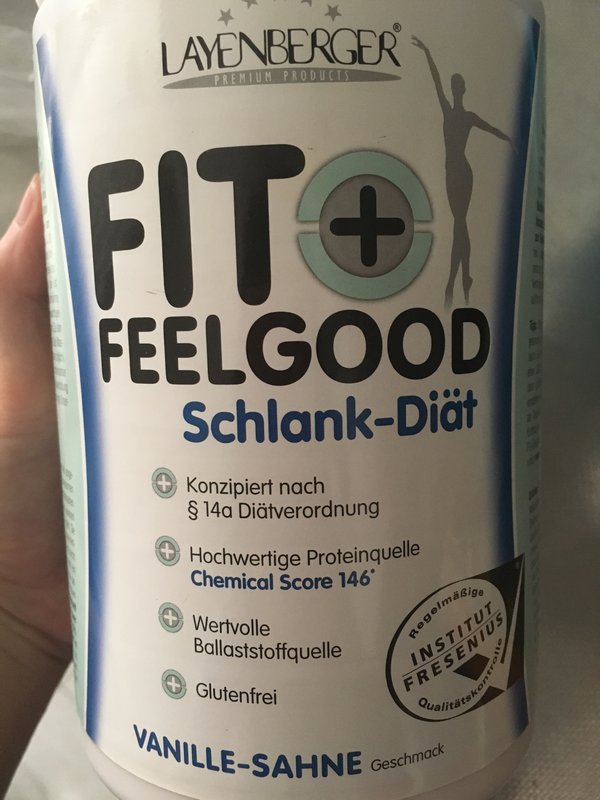 LAYENBERGER®
PREMIUM PRODUCTS
FIT+
FEELGOOD
Schlank-Diät
Konzipiert nach
§ 14a Diätverordnung
Hochwertige Proteinquelle
Chemical Score 146*
Wertvolle
Ballaststoffquelle
Glutenfrei
Regelmäßige
INSTITUT
FRESENIUS
Qualitätskontrolle
VANILLE-SAHNE Geschmack